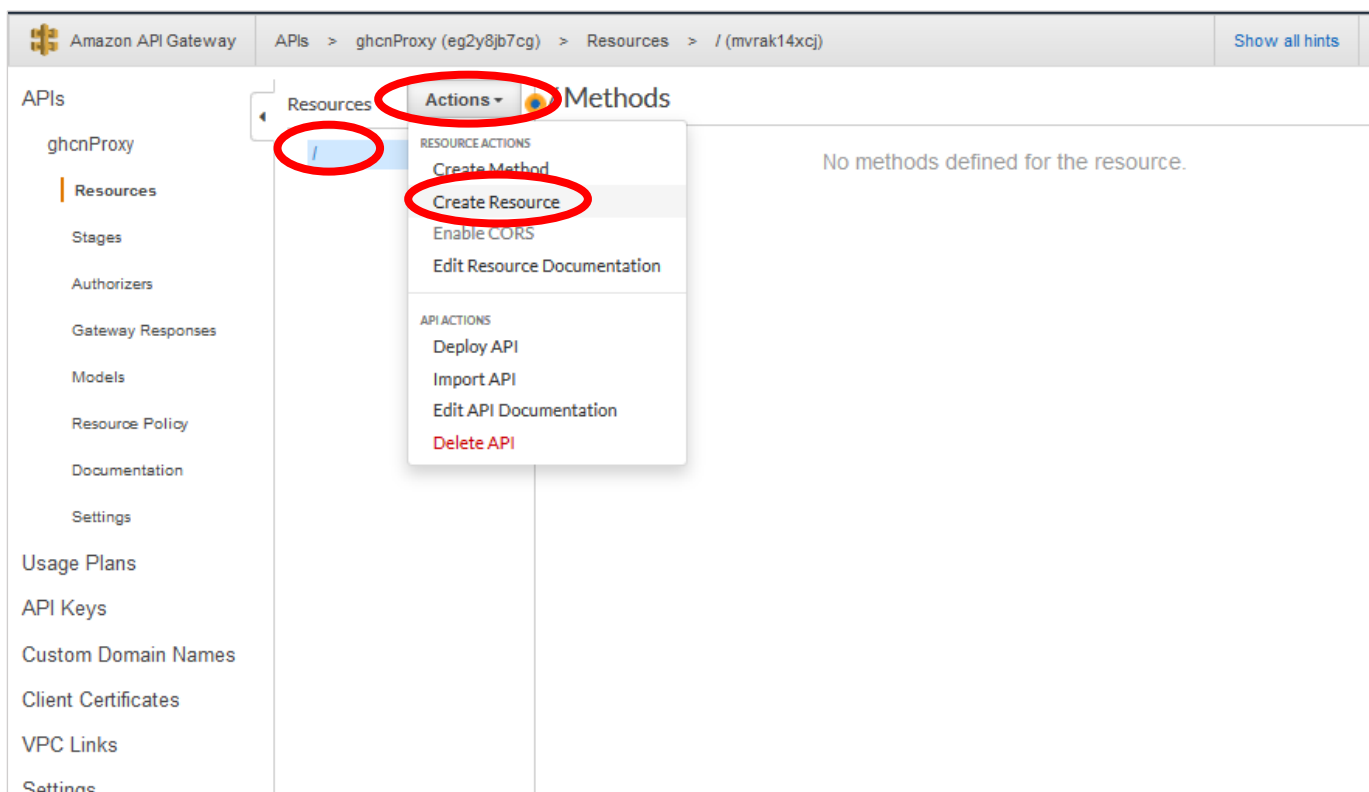 Amazon API Gateway APIs > ghcnProxy (eg2y8jb7cg) > Resources > / (mvrak14xcj) Show all hints
APIs
ghcnProxy
Resources
Stages
Authorizers
Gateway Responses
Models
Resource Policy
Documentation
Settings
Usage Plans
API Keys
Custom Domain Names
Client Certificates
VPC Links
Settings
Resources Actions / Methods
/
RESOURCE ACTIONS
Create Method
Create Resource
Enable CORS
Edit Resource Documentation
API ACTIONS
Deploy API
Import API
Edit API Documentation
Delete API
No methods defined for the resource.